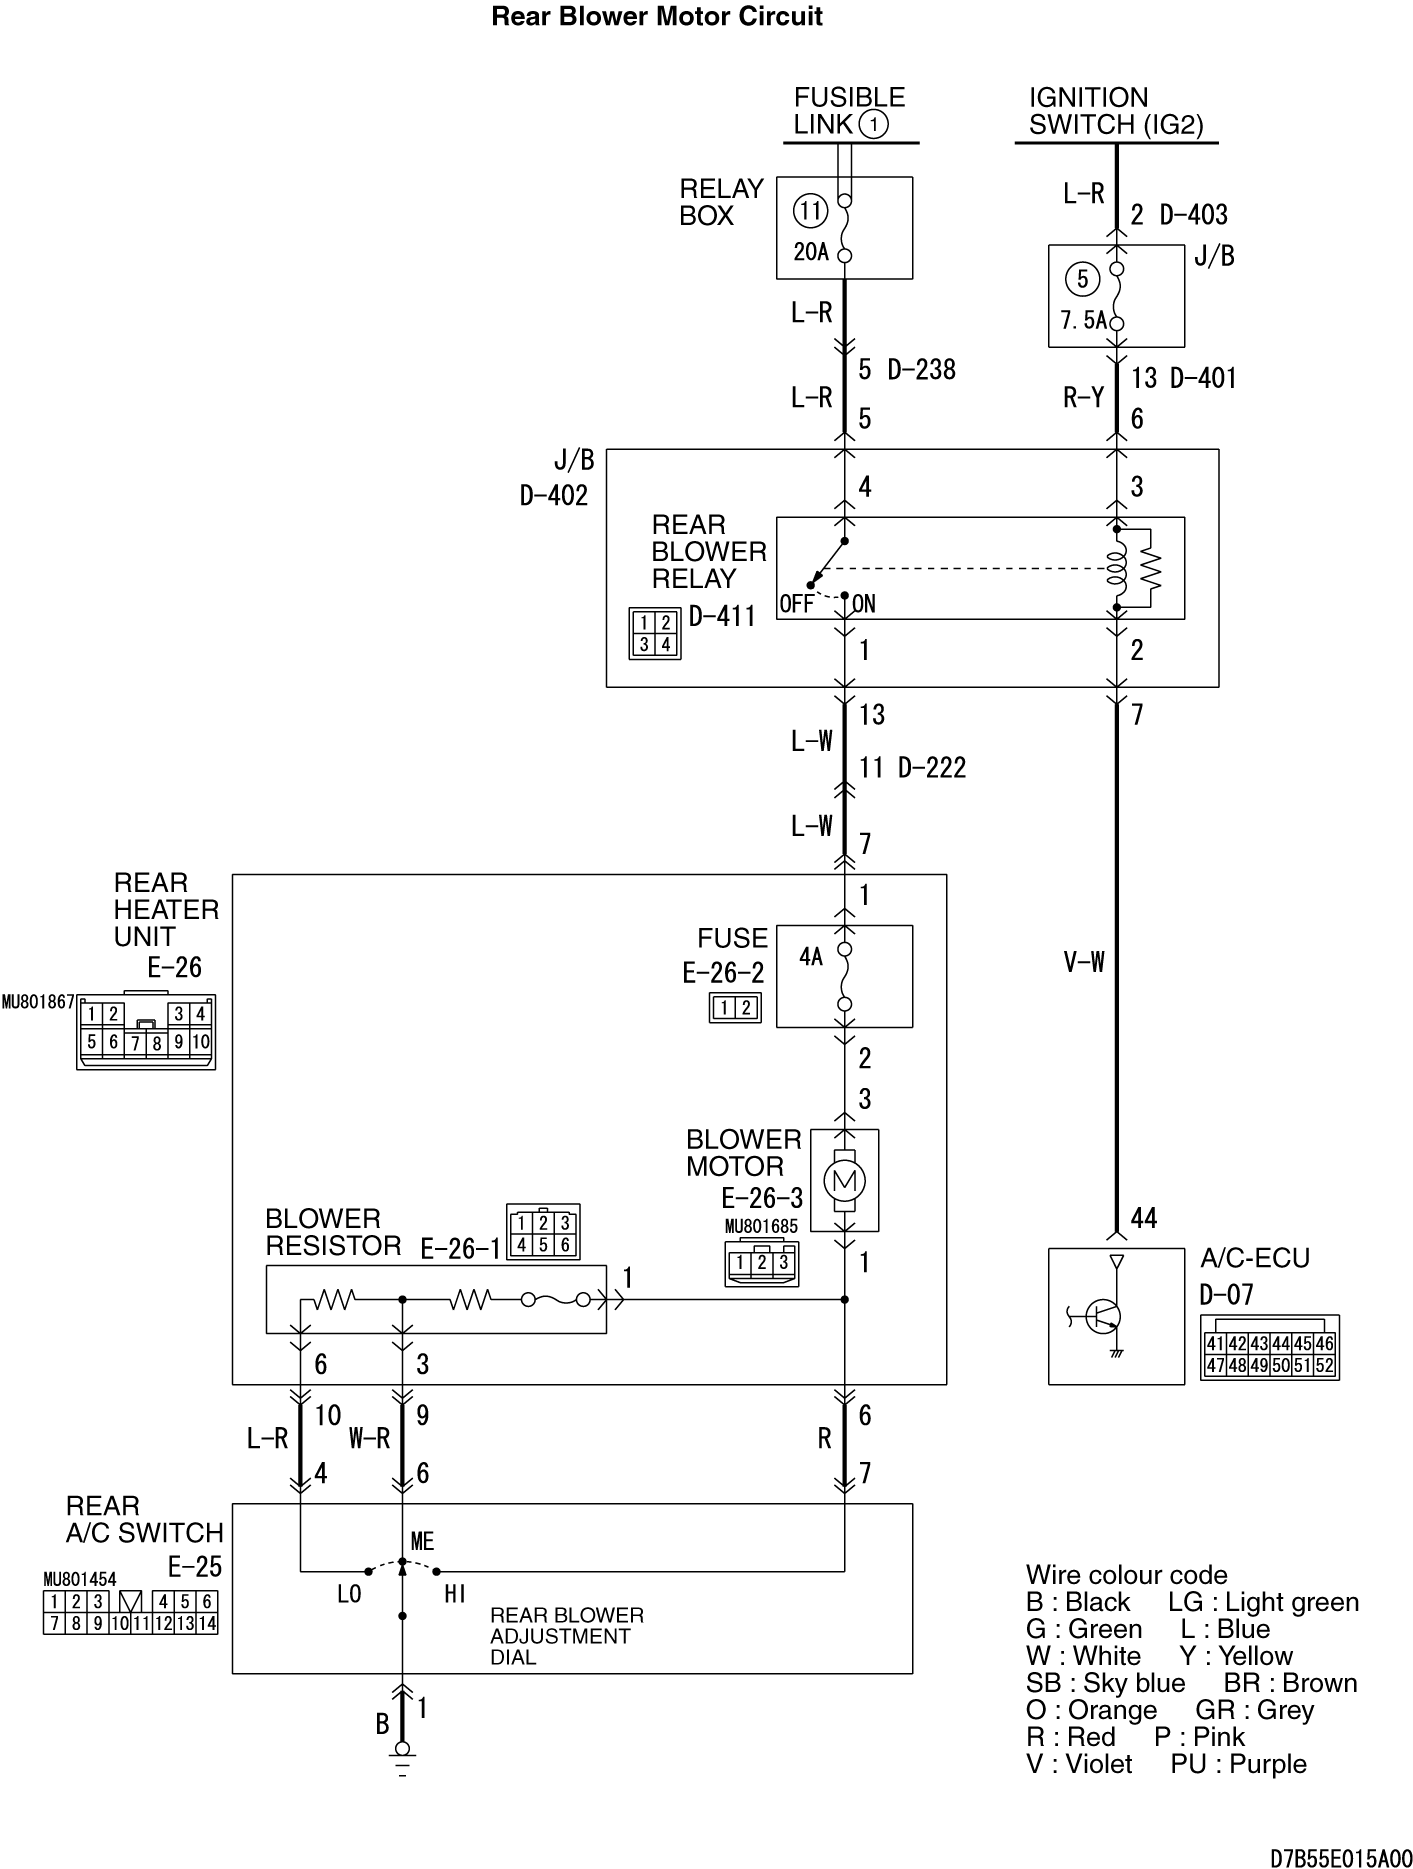 Rear Blower Motor Circuit
FUSIBLE
LINK 1
IGNITION
SWITCH (IG2)
RELAY
BOX
11
20A
L-R
2 D-403
J/B
5
7.5A
L-R
5 D-238
13 D-401
L-R
R-Y
5
6
J/B
D-402
4
3
REAR
BLOWER
RELAY
D-411
1 2
3 4
OFF
ON
1
2
13
7
L-W
11 D-222
L-W
7
REAR
HEATER
UNIT
E-26
MU801867
1 2 3 4
5 6 7 8 9 10
1
FUSE
E-26-2
1 2
4A
V-W
2
3
BLOWER
MOTOR
E-26-3
M
MU801685
1 2 3
1
BLOWER
RESISTOR
E-26-1
1 2 3
4 5 6
1
44
A/C-ECU
D-07
41 42 43 44 45 46
47 48 49 50 51 52
6
3
10
9
6
L-R
W-R
R
4
6
7
REAR
A/C SWITCH
E-25
MU801454
1 2 3 4 5 6
7 8 9 10 11 12 13 14
ME
LO
HI
REAR BLOWER
ADJUSTMENT
DIAL
1
B
Wire colour code
B : Black LG : Light green
G : Green L : Blue
W : White Y : Yellow
SB : Sky blue BR : Brown
O : Orange GR : Grey
R : Red P : Pink
V : Violet PU : Purple
D7B55E015A00